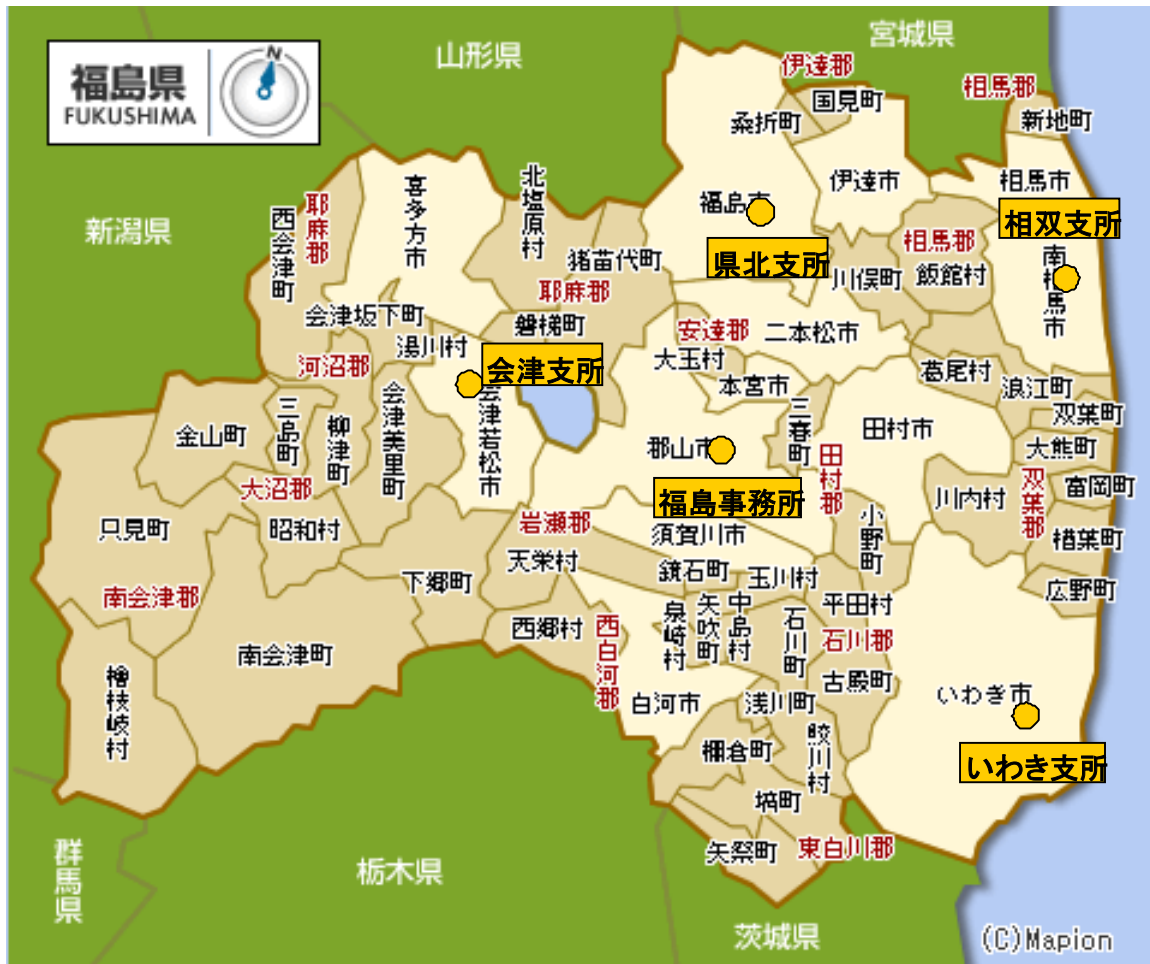 福島県
FUKUSHIMA
N
山形県
宮城県
新潟県
群馬県
栃木県
茨城県
伊達郡
国見町
桑折町
相馬郡
新地町
伊達市
相馬市
福島市
県北支所
相双支所
南相馬市
相馬郡
飯館村
川俣町
北塩原村
喜多方市
耶麻郡
西会津町
猪苗代町
耶麻郡
磐梯町
会津坂下町
湯川村
河沼郡
会津支所
会津若松市
会津美里町
柳津町
三島町
金山町
大沼郡
昭和村
只見町
南会津郡
南会津町
檜枝岐村
下郷町
安達郡
大玉村
二本松市
本宮市
三春町
田村市
田村郡
葛尾村
浪江町
双葉町
大熊町
双葉郡
富岡町
川内村
楢葉町
広野町
郡山市
福島事務所
小野町
岩瀬郡
須賀川市
天栄村
鏡石町
玉川村
平田村
西郷村
西白河郡
泉崎村
矢吹町
中島村
石川町
石川郡
古殿町
白河市
浅川町
鮫川村
棚倉町
塙町
矢祭町
東白川郡
いわき市
いわき支所
(C)Mapion